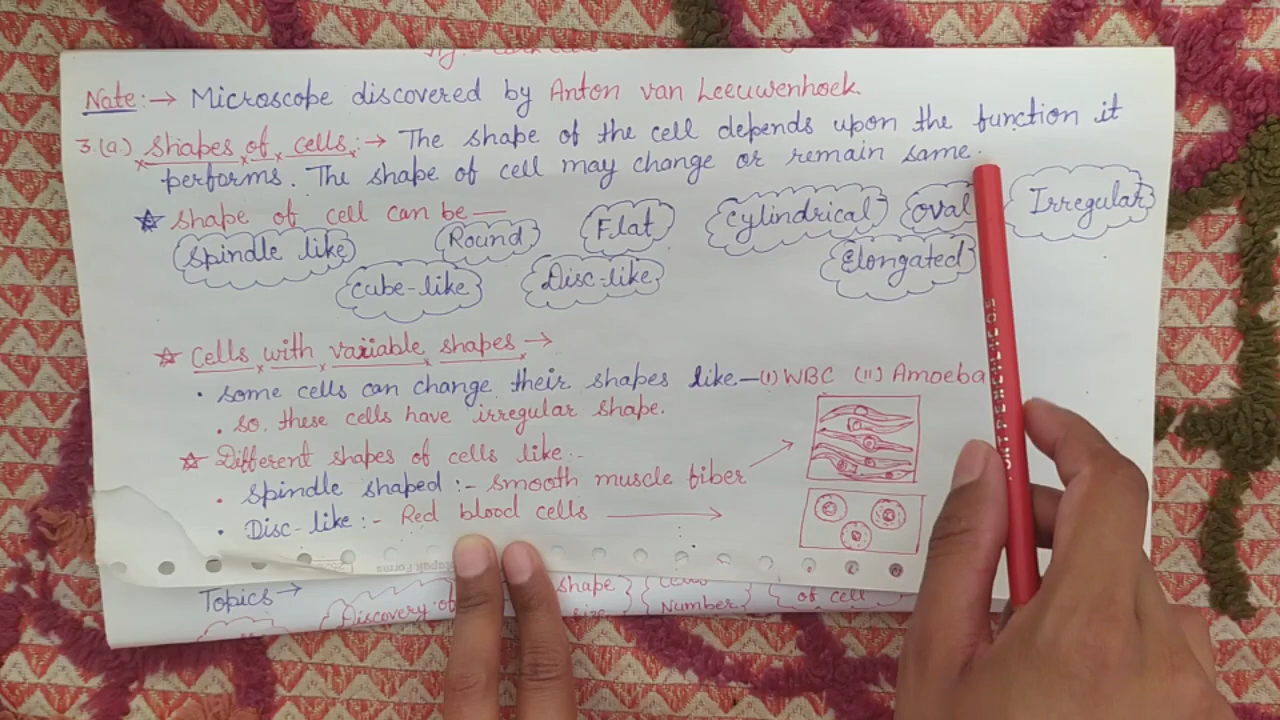 Note:→ Microscope discovered by Anton van Leeuwenhoek.
3.(a.) Shapes of cells:→ The shape of the cell depends upon the function it
performs. The shape of cell may change or remain same.
☆ Shape of cell can be—
Spindle like Round Flat Cylindrical oval Irregular
Cube-like Disc-like Elongated
☆ Cells with variable shapes →
• Some cells can change their shapes like—(i) WBC (ii) Amoeba
• So, these cells have irregular shape.
☆ Different shapes of cells like:-
• Spindle shaped :- smooth muscle fiber →
• Disc-like :- Red blood cells →
Topics →
Discovery of shape
size Number of cell